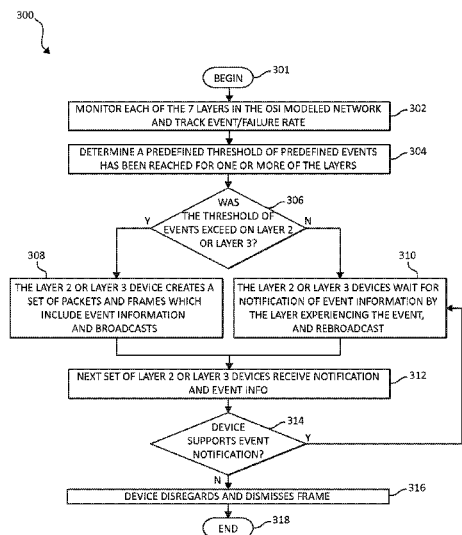 300
BEGIN
301
MONITOR EACH OF THE 7 LAYERS IN THE OSI MODELED NETWORK
AND TRACK EVENT/FAILURE RATE
302
DETERMINE A PREDEFINED THRESHOLD OF PREDEFINED EVENTS
HAS BEEN REACHED FOR ONE OR MORE OF THE LAYERS
304
306
WAS
THE THRESHOLD OF
EVENTS EXCEED ON LAYER 2
OR LAYER 3?
Y
N
308
THE LAYER 2 OR LAYER 3 DEVICE CREATES A
SET OF PACKETS AND FRAMES WHICH
INCLUDE EVENT INFORMATION
AND BROADCASTS
310
THE LAYER 2 OR LAYER 3 DEVICES WAIT FOR
NOTIFICATION OF EVENT INFORMATION BY
THE LAYER EXPERIENCING THE EVENT,
AND REBROADCAST
NEXT SET OF LAYER 2 OR LAYER 3 DEVICES RECEIVE NOTIFICATION
AND EVENT INFO
312
314
DEVICE
SUPPORTS EVENT
NOTIFICATION?
Y
N
DEVICE DISREGARDS AND DISMISSES FRAME
316
END
318